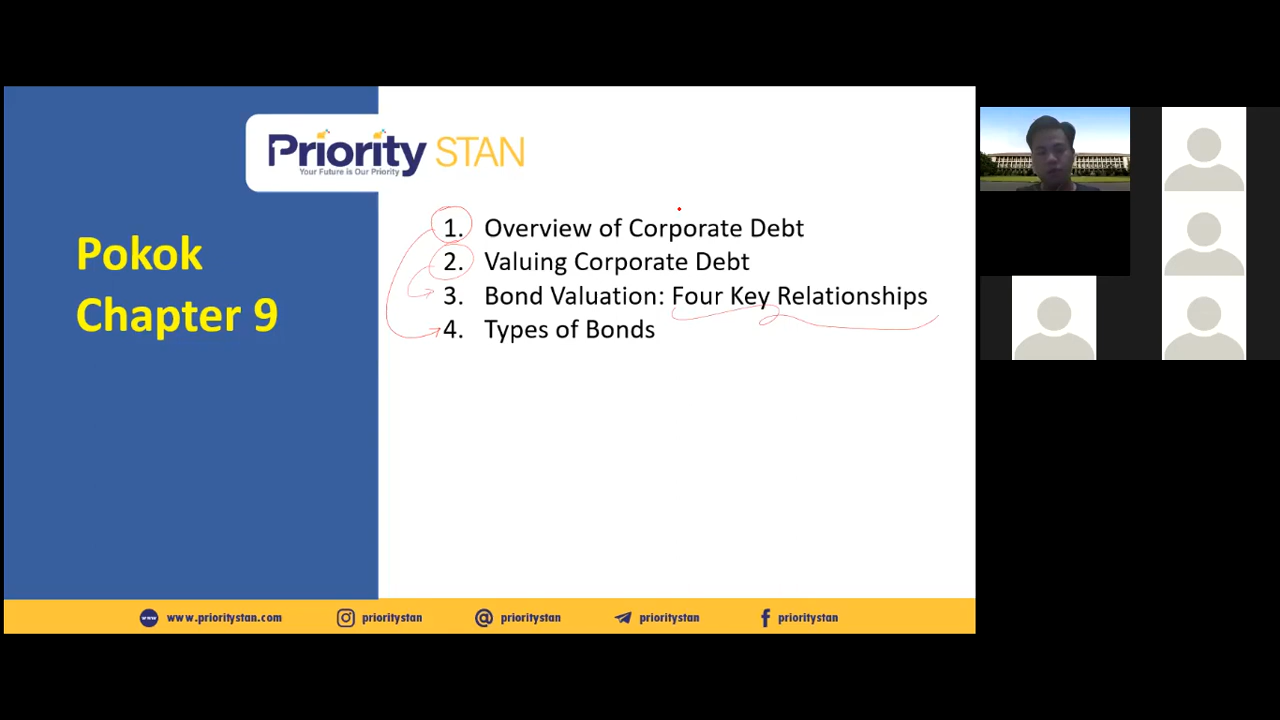 Priority STAN
Your Future is Our Priority
Pokok
Chapter 9
1. Overview of Corporate Debt
2. Valuing Corporate Debt
3. Bond Valuation: Four Key Relationships
4. Types of Bonds
www www.prioritystan.com prioritystan prioritystan prioritystan prioritystan